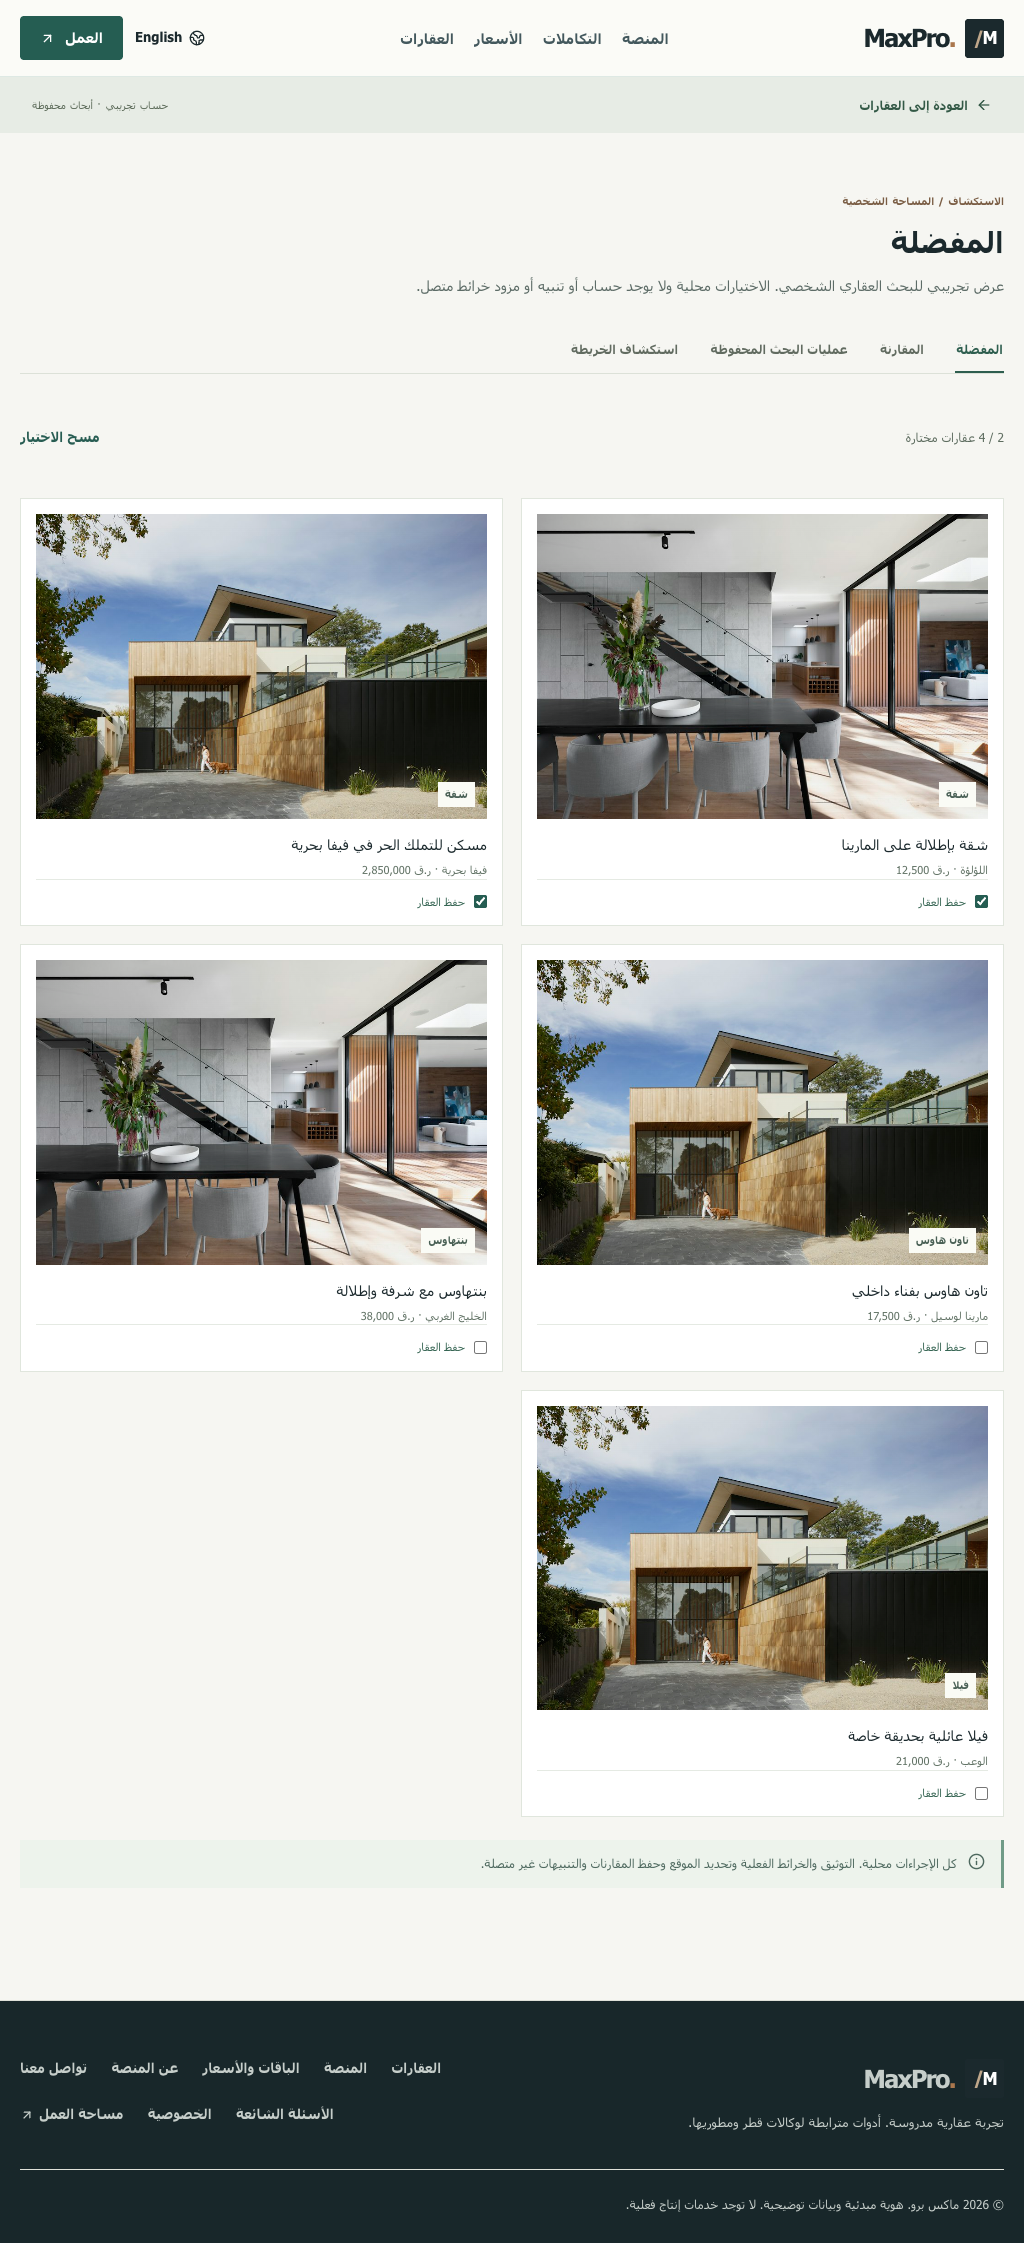 M/ MaxPro.
المنصة التكاملات الأسعار العقارات
English
العمل
العودة إلى العقارات
حساب تجريبي · أبحاث محفوظة
الاستكشاف / المساحة الشخصية
المفضلة
عرض تجريبي للبحث العقاري الشخصي. الاختيارات محلية ولا يوجد حساب أو تنبيه أو مزود خرائط متصل.
المفضلة المقارنة عمليات البحث المحفوظة استكشاف الخريطة
2 / 4 عقارات مختارة
مسح الاختيار
شقة
شقة بإطلالة على المارينا
اللؤلؤة · ر.ق 12,500
حفظ العقار
شقة
مسكن للتملك الحر في فيفا بحرية
فيفا بحرية · ر.ق 2,850,000
حفظ العقار
تاون هاوس
تاون هاوس بفناء داخلي
مارينا لوسيل · ر.ق 17,500
حفظ العقار
بنتهاوس
بنتهاوس مع شرفة وإطلالة
الخليج الغربي · ر.ق 38,000
حفظ العقار
فيلا
فيلا عائلية بحديقة خاصة
الوعب · ر.ق 21,000
حفظ العقار
كل الإجراءات محلية. التوثيق والخرائط الفعلية وتحديد الموقع وحفظ المقارنات والتنبيهات غير متصلة.
M/ MaxPro.
تجربة عقارية مدروسة. أدوات مترابطة لوكالات قطر ومطوريها.
العقارات المنصة الباقات والأسعار عن المنصة تواصل معنا
الأسئلة الشائعة الخصوصية مساحة العمل
© 2026 ماكس برو. هوية مبدئية وبيانات توضيحية. لا توجد خدمات إنتاج فعلية.